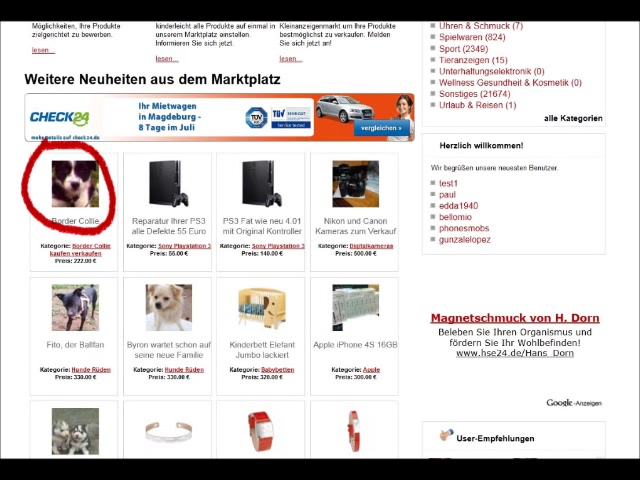 Möglichkeiten, Ihre Produkte
zielgerichtet zu bewerben.
lesen...
kinderleicht alle Produkte auf einmal in
unserem Marktplatz einstellen.
Informieren Sie sich jetzt.
lesen...
Kleinanzeigenmarkt um Ihre Produkte
bestmöglichst zu verkaufen. Melden
Sie sich jetzt an!
lesen...
Uhren & Schmuck (7)
Spielwaren (824)
Sport (2349)
Tieranzeigen (15)
Unterhaltungselektronik (0)
Wellness Gesundheit & Kosmetik (0)
Sonstiges (21674)
Urlaub & Reisen (1)
alle Kategorien
Weitere Neuheiten aus dem Marktplatz
CHECK24
mehr details auf check24.de
Ihr Mietwagen
in Magdeburg -
8 Tage im Juli
TÜV
TÜV
vergleichen »
Border Collie
Kategorie: Border Collie
kaufen verkaufen
Preis: 222.00 €
Reparatur Ihrer PS3
alle Defekte 55 Euro
Kategorie: Sony Playstation 3
Preis: 55.00 €
PS3 Fat wie neu 4.01
mit Original Kontroller
Kategorie: Sony Playstation 3
Preis: 140.00 €
Nikon und Canon
Kameras zum Verkauf
Kategorie: Digitalkameras
Preis: 500.00 €
Fito, der Ballfan
Kategorie: Hunde Rüden
Preis: 330.00 €
Byron wartet schon auf
seine neue Familie
Kategorie: Hunde Rüden
Preis: 330.00 €
Kinderbett Elefant
Jumbo lackiert
Kategorie: Babybetten
Preis: 320.00 €
Apple iPhone 4S 16GB
Kategorie: Apple
Preis: 300.00 €
Herzlich willkommen!
Wir begrüßen unsere neuesten Benutzer.
test1
paul
edda1940
bellomio
phonesmobs
gunzalelopez
Magnetschmuck von H. Dorn
Beleben Sie Ihren Organismus und
fördern Sie Ihr Wohlbefinden!
www.hse24.de/Hans_Dorn
Google-Anzeigen
User-Empfehlungen